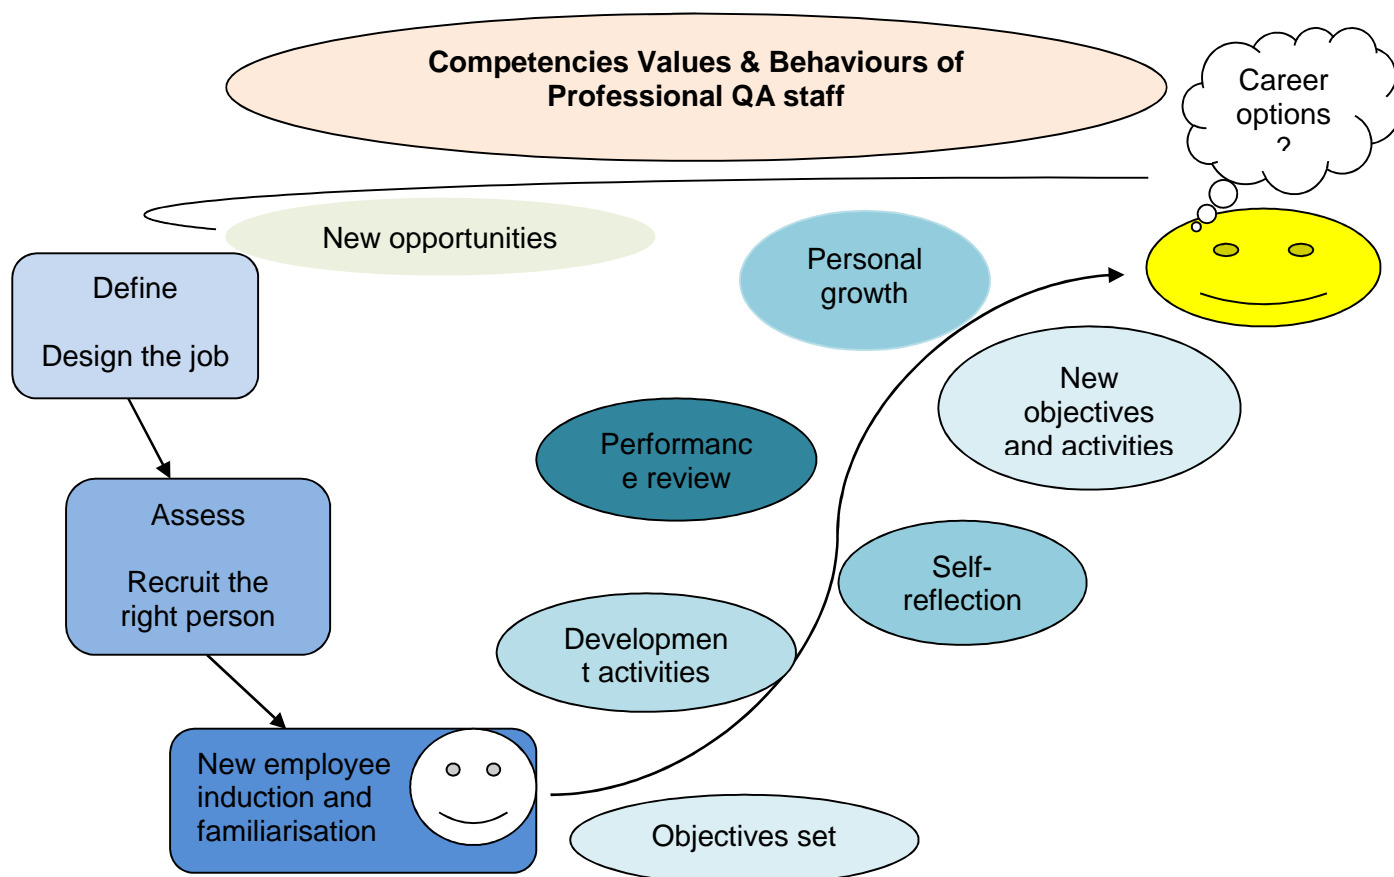 Competencies Values & Behaviours of
Professional QA staff
Career
options
?
New opportunities
Define
Design the job
Personal
growth
New
objectives
and activities
Performanc
e review
Assess
Recruit the
right person
Self-
reflection
Developmen
t activities
New employee
induction and
familiarisation
Objectives set